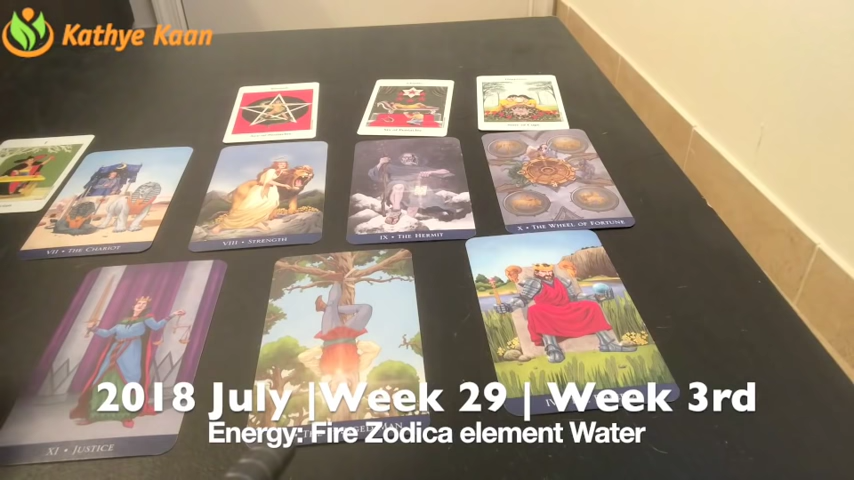 Kathye Kaan
VII • THE CHARIOT
VIII • STRENGTH
IX • THE HERMIT
X • THE WHEEL OF FORTUNE
XI • JUSTICE
2018 July |Week 29 | Week 3rd
Energy: Fire Zodica element Water